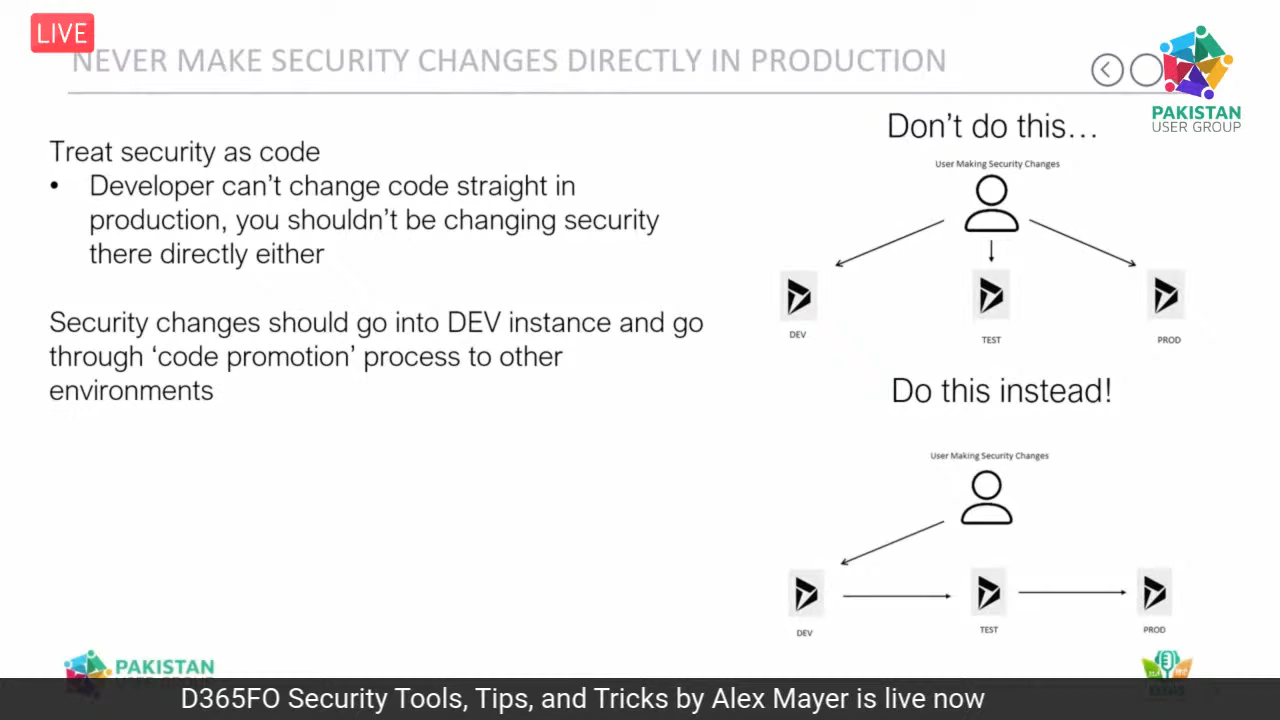 LIVE
NEVER MAKE SECURITY CHANGES DIRECTLY IN PRODUCTION
PAKISTAN
USER GROUP
Treat security as code
• Developer can't change code straight in
production, you shouldn't be changing security
there directly either
Security changes should go into DEV instance and go
through 'code promotion' process to other
environments
Don't do this...
User Making Security Changes
DEV
TEST
PROD
Do this instead!
User Making Security Changes
DEV
TEST
PROD
PAKISTAN
USER GROUP
D365FO Security Tools, Tips, and Tricks by Alex Mayer is live now